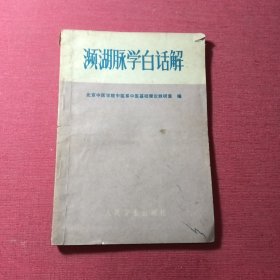 濒湖脉学白话解
北京中医学院中医系中医基础理论教研室 编
人民卫生出版社